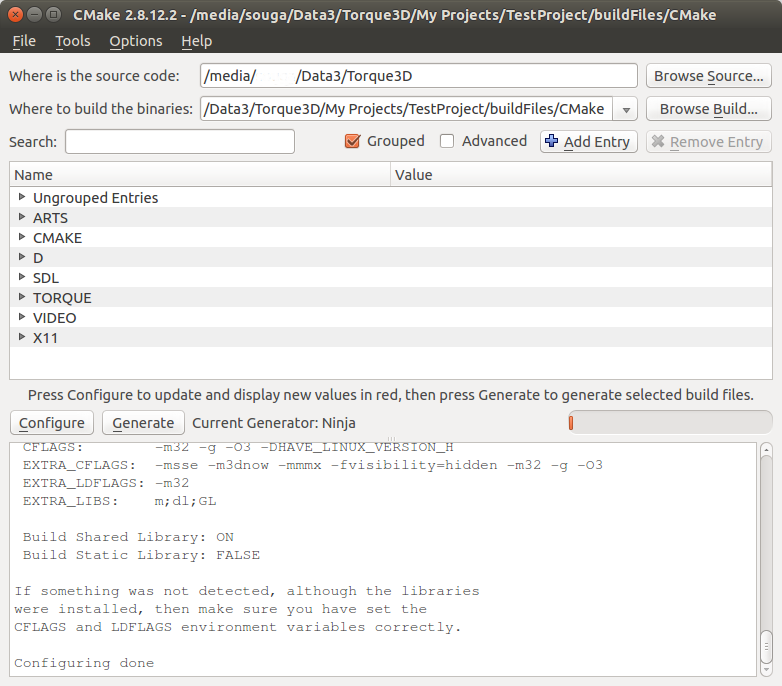 CMake 2.8.12.2 - /media/souga/Data3/Torque3D/My Projects/TestProject/buildFiles/CMake
File Tools Options Help
Where is the source code: /media/ /Data3/Torque3D Browse Source...
Where to build the binaries: /Data3/Torque3D/My Projects/TestProject/buildFiles/CMake Browse Build...
Search: Grouped Advanced Add Entry Remove Entry
Name Value
Ungrouped Entries
ARTS
CMAKE
D
SDL
TORQUE
VIDEO
X11
Press Configure to update and display new values in red, then press Generate to generate selected build files.
Configure Generate Current Generator: Ninja
CFLAGS: -m32 -g -O3 -DHAVE_LINUX_VERSION_H
EXTRA_CFLAGS: -msse -m3dnow -mmmx -fvisibility=hidden -m32 -g -O3
EXTRA_LDFLAGS: -m32
EXTRA_LIBS: m;dl;GL
Build Shared Library: ON
Build Static Library: FALSE
If something was not detected, although the libraries
were installed, then make sure you have set the
CFLAGS and LDFLAGS environment variables correctly.
Configuring done